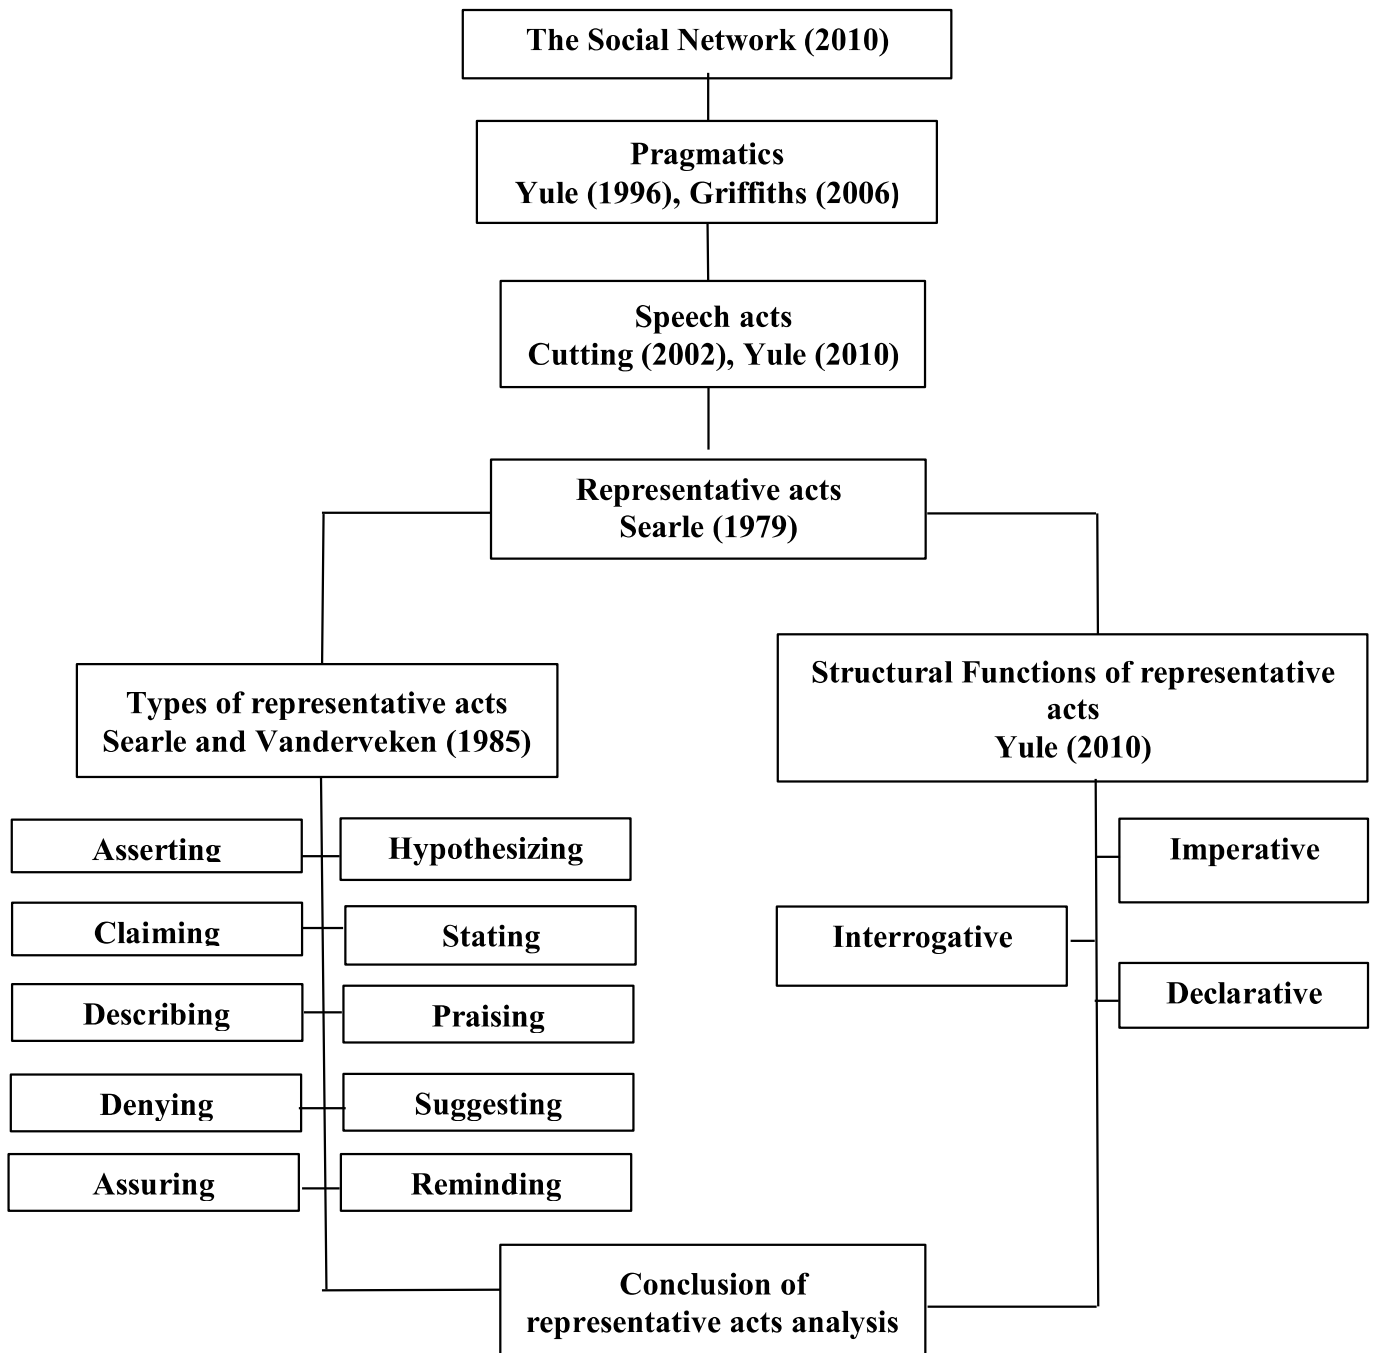 The Social Network (2010)
Pragmatics
Yule (1996), Griffiths (2006)
Speech acts
Cutting (2002), Yule (2010)
Representative acts
Searle (1979)
Types of representative acts
Searle and Vanderveken (1985)
Structural Functions of representative
acts
Yule (2010)
Asserting
Hypothesizing
Claiming
Stating
Describing
Praising
Denying
Suggesting
Assuring
Reminding
Imperative
Interrogative
Declarative
Conclusion of
representative acts analysis